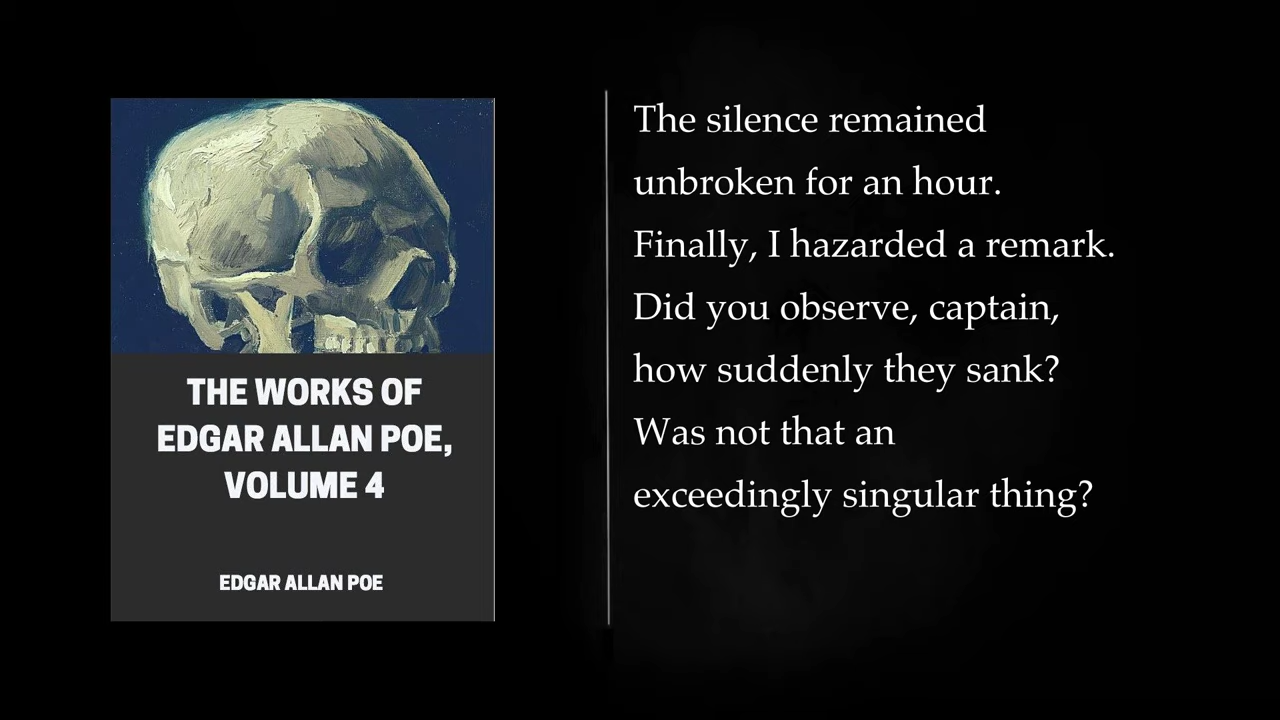 THE WORKS OF
EDGAR ALLAN POE,
VOLUME 4
EDGAR ALLAN POE
The silence remained
unbroken for an hour.
Finally, I hazarded a remark.
Did you observe, captain,
how suddenly they sank?
Was not that an
exceedingly singular thing?